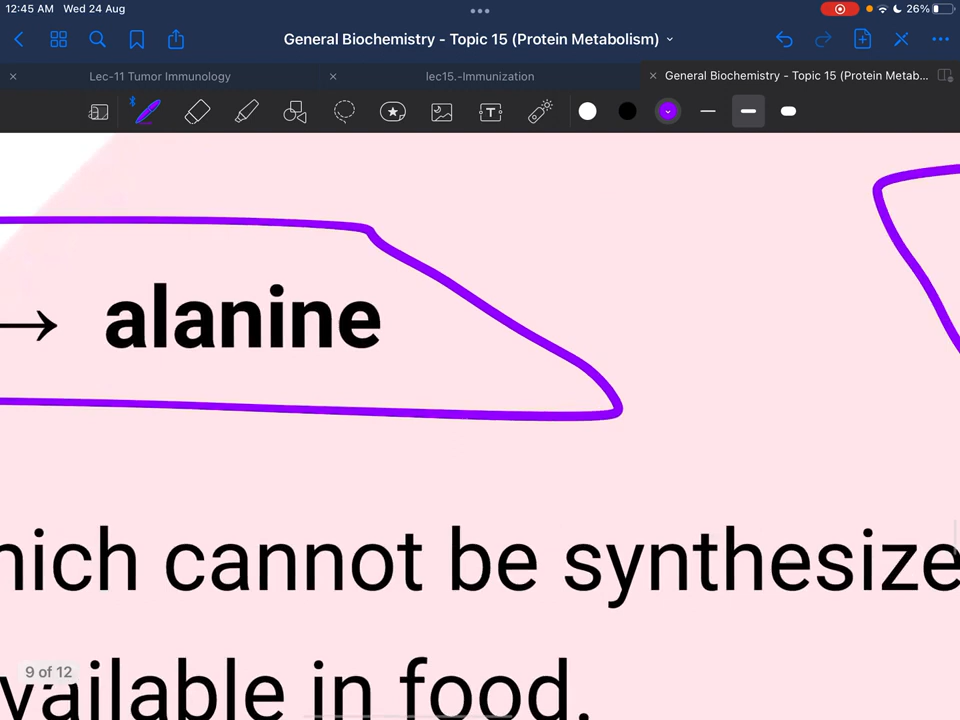 12:45 AM Wed 24 Aug 26%
General Biochemistry - Topic 15 (Protein Metabolism)
Lec-11 Tumor Immunology
lec15.-Immunization
General Biochemistry - Topic 15 (Protein Metab...
→ alanine
hich cannot be synthesize
vailable in food.
9 of 12